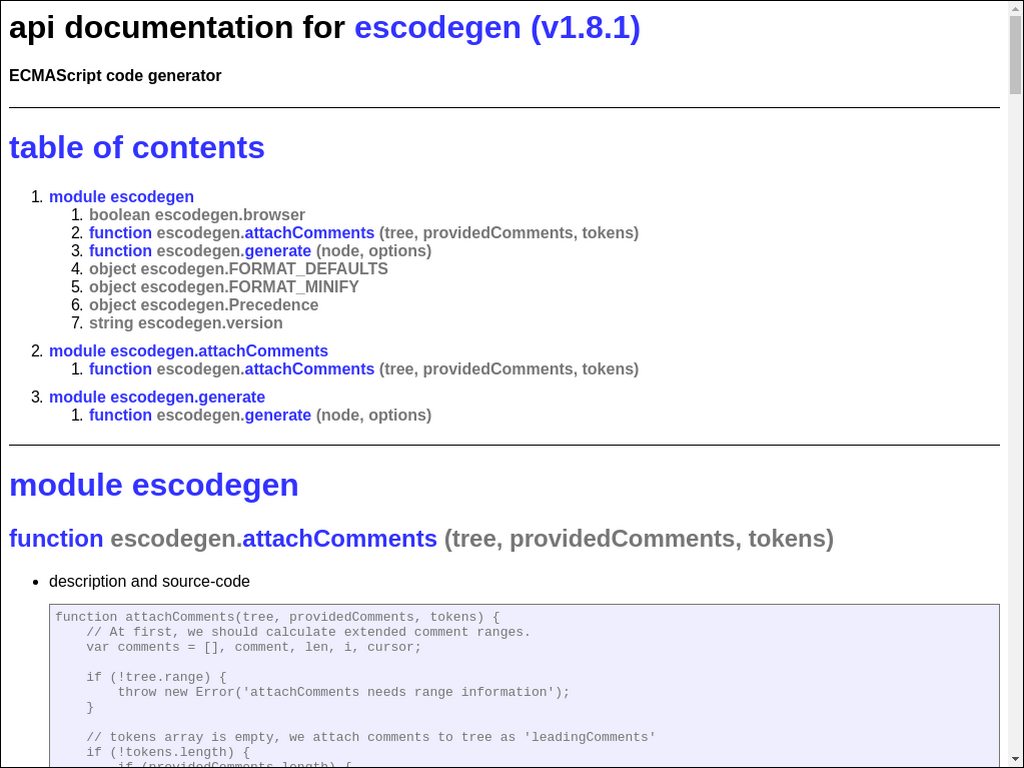 api documentation for escodegen (v1.8.1)
ECMAScript code generator
table of contents
1. module escodegen
1. boolean escodegen.browser
2. function escodegen.attachComments (tree, providedComments, tokens)
3. function escodegen.generate (node, options)
4. object escodegen.FORMAT_DEFAULTS
5. object escodegen.FORMAT_MINIFY
6. object escodegen.Precedence
7. string escodegen.version
2. module escodegen.attachComments
1. function escodegen.attachComments (tree, providedComments, tokens)
3. module escodegen.generate
1. function escodegen.generate (node, options)
module escodegen
function escodegen.attachComments (tree, providedComments, tokens)
• description and source-code
function attachComments(tree, providedComments, tokens) {
    // At first, we should calculate extended comment ranges.
    var comments = [], comment, len, i, cursor;
    if (!tree.range) {
        throw new Error('attachComments needs range information');
    }
    // tokens array is empty, we attach comments to tree as 'leadingComments'
    if (!tokens.length) {
        if (providedComments.length) {